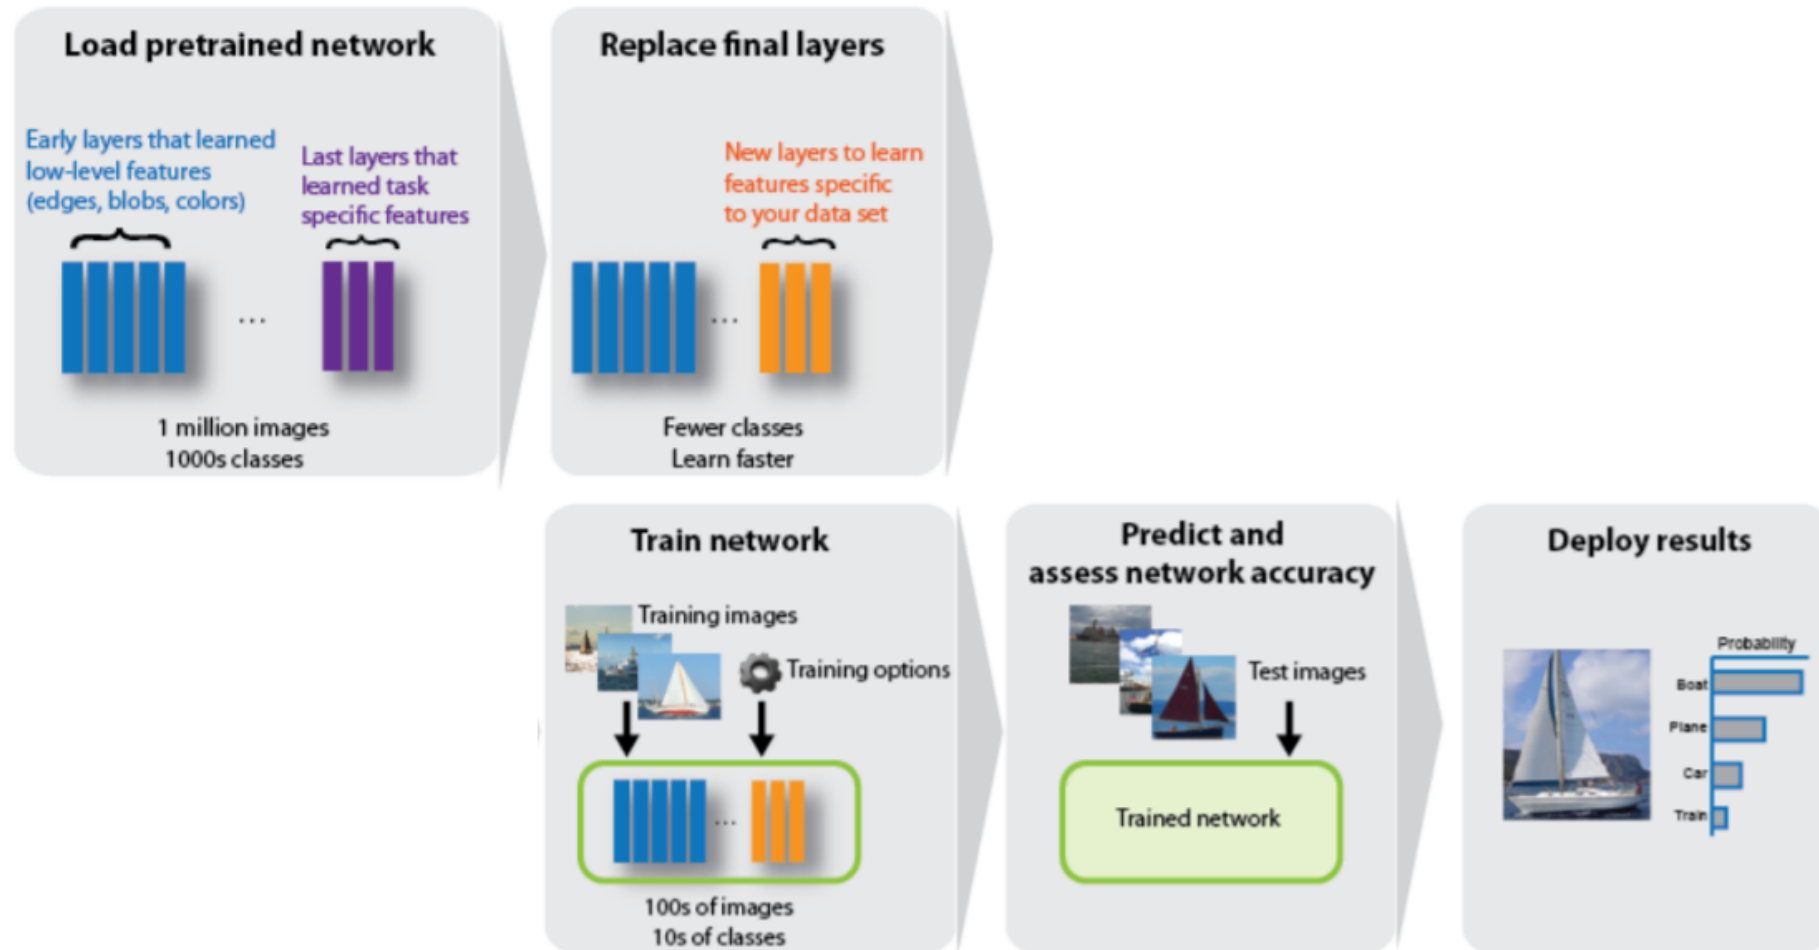 Load pretrained network
Early layers that learned
low-level features
(edges, blobs, colors)
Last layers that
learned task
specific features
...
1 million images
1000s classes
Replace final layers
New layers to learn
features specific
to your data set
...
Fewer classes
Learn faster
Train network
Training images
Training options
...
100s of images
10s of classes
Predict and
assess network accuracy
Test images
Trained network
Deploy results
Probability
Boat
Plane
Car
Train